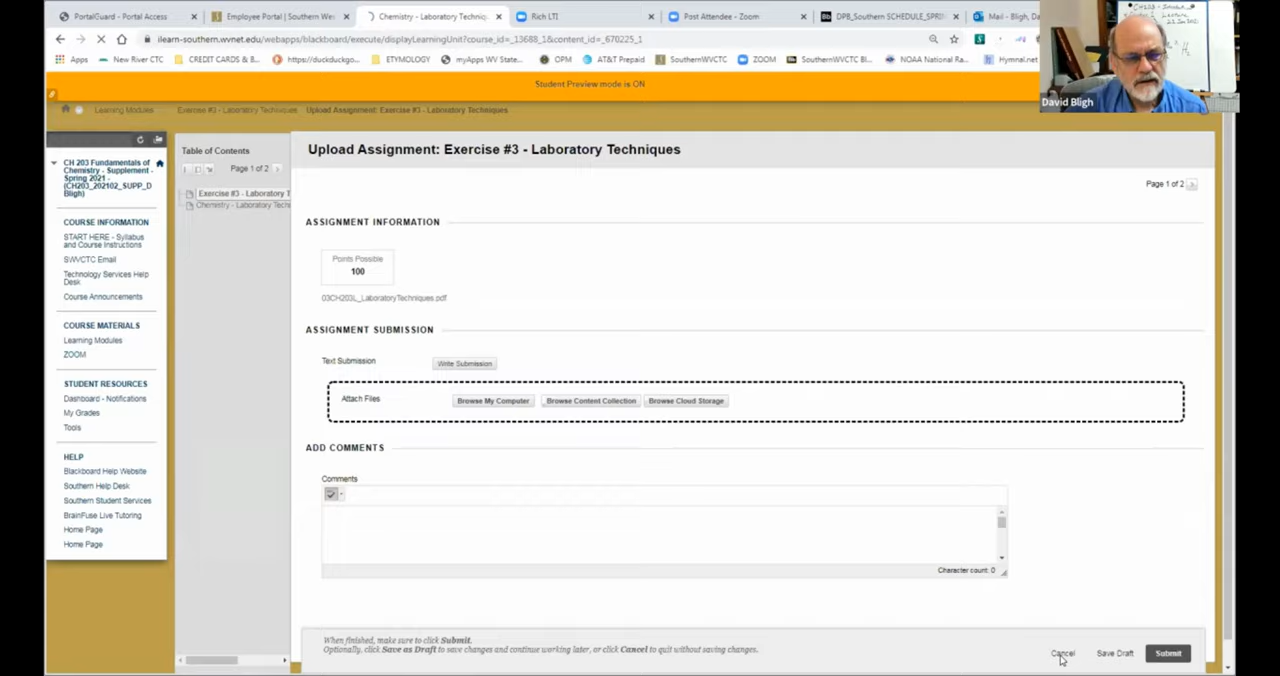 PortalGuard - Portal Access
Employee Portal | Southern Wes
Chemistry - Laboratory Techniq
Rich LTI
Post Attendee - Zoom
DPB_Southern SCHEDULE_SPRIN
Mail - Bligh, Da
ilearn-southern.wvnet.edu/webapps/blackboard/execute/displayLearningUnit?course_id=_13688_1&content_id=_670225_1
Apps
New River CTC
CREDIT CARDS & B...
https://duckduckgo...
ETYMOLOGY
myApps WV State...
OPM
AT&T Prepaid
SouthernWVCTC
ZOOM
SouthernWVCTC Bl...
NOAA National Ra...
Hymnal.net
David Bligh
Student Preview mode is ON
Learning Modules
Exercise #3 - Laboratory Techniques
Upload Assignment: Exercise #3 - Laboratory Techniques
CH 203 Fundamentals of
Chemistry - Supplement -
Spring 2021 -
(CH203_202102_SUPP_D
Bligh)
COURSE INFORMATION
START HERE - Syllabus
and Course Instructions
SWVCTC Email
Technology Services Help
Desk
Course Announcements
COURSE MATERIALS
Learning Modules
ZOOM
STUDENT RESOURCES
Dashboard - Notifications
My Grades
Tools
HELP
Blackboard Help Website
Southern Help Desk
Southern Student Services
BrainFuse Live Tutoring
Home Page
Home Page
Table of Contents
Page 1 of 2
Exercise #3 - Laboratory T
Chemistry - Laboratory Techn
Upload Assignment: Exercise #3 - Laboratory Techniques
Page 1 of 2
ASSIGNMENT INFORMATION
Points Possible
100
03CH203L_LaboratoryTechniques.pdf
ASSIGNMENT SUBMISSION
Text Submission
Write Submission
Attach Files
Browse My Computer
Browse Content Collection
Browse Cloud Storage
ADD COMMENTS
Comments
Character count: 0
When finished, make sure to click Submit.
Optionally, click Save as Draft to save changes and continue working later, or click Cancel to quit without saving changes.
Cancel
Save Draft
Submit